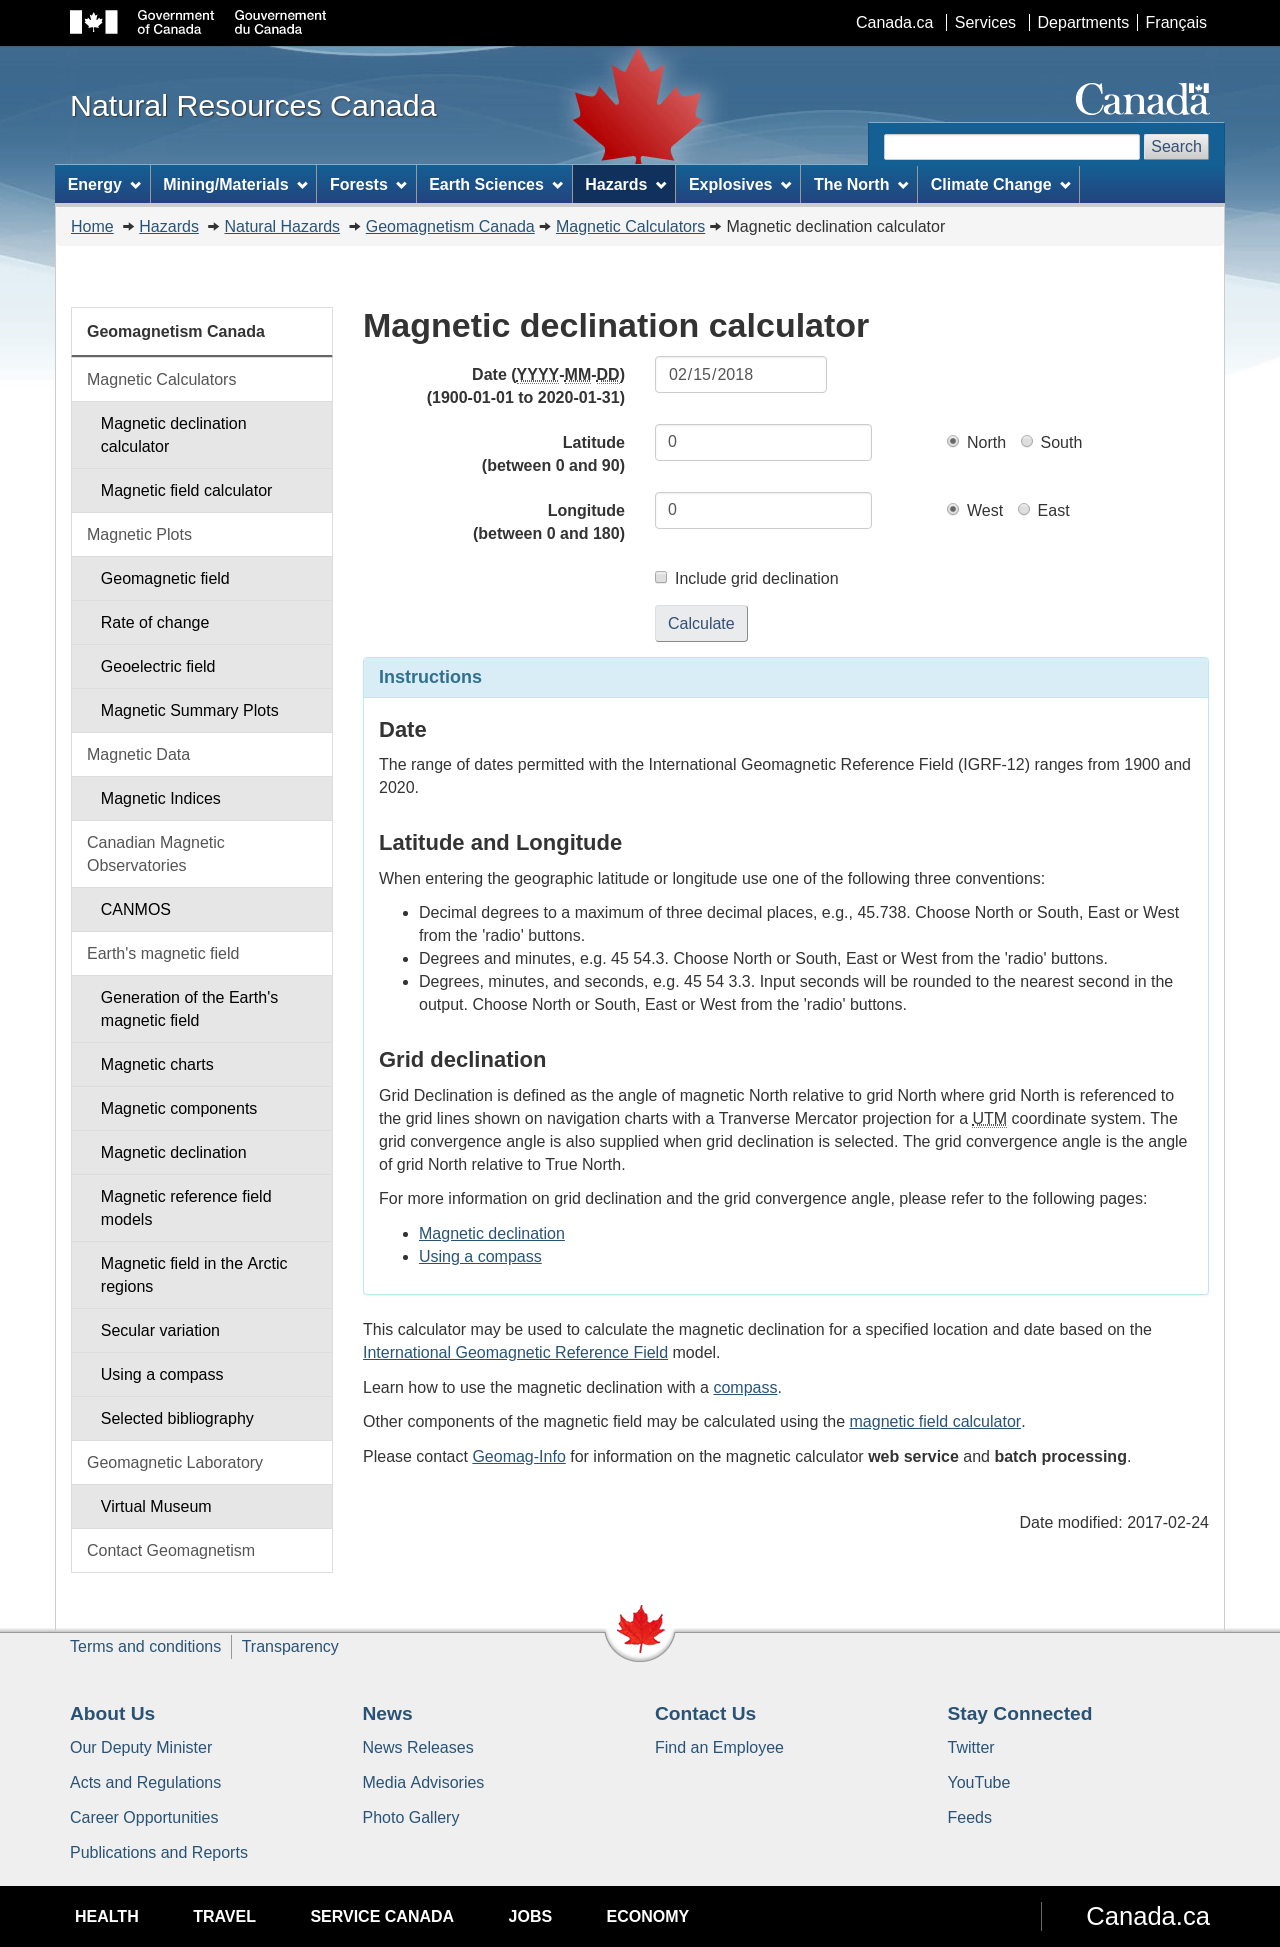 Government of Canada
Gouvernement du Canada
Canada.ca
Services
Departments
Français
Natural Resources Canada
Canada
Search
Energy
Mining/Materials
Forests
Earth Sciences
Hazards
Explosives
The North
Climate Change
Home
Hazards
Natural Hazards
Geomagnetism Canada
Magnetic Calculators
Magnetic declination calculator
Geomagnetism Canada
Magnetic Calculators
Magnetic declination
calculator
Magnetic field calculator
Magnetic Plots
Geomagnetic field
Rate of change
Geoelectric field
Magnetic Summary Plots
Magnetic Data
Magnetic Indices
Canadian Magnetic
Observatories
CANMOS
Earth's magnetic field
Generation of the Earth's
magnetic field
Magnetic charts
Magnetic components
Magnetic declination
Magnetic reference field
models
Magnetic field in the Arctic
regions
Secular variation
Using a compass
Selected bibliography
Geomagnetic Laboratory
Virtual Museum
Contact Geomagnetism
Magnetic declination calculator
Date (YYYY-MM-DD)
(1900-01-01 to 2020-01-31)
02/15/2018
Latitude
(between 0 and 90)
0
North
South
Longitude
(between 0 and 180)
0
West
East
Include grid declination
Calculate
Instructions
Date
The range of dates permitted with the International Geomagnetic Reference Field (IGRF-12) ranges from 1900 and
2020.
Latitude and Longitude
When entering the geographic latitude or longitude use one of the following three conventions:
Decimal degrees to a maximum of three decimal places, e.g., 45.738. Choose North or South, East or West
from the 'radio' buttons.
Degrees and minutes, e.g. 45 54.3. Choose North or South, East or West from the 'radio' buttons.
Degrees, minutes, and seconds, e.g. 45 54 3.3. Input seconds will be rounded to the nearest second in the
output. Choose North or South, East or West from the 'radio' buttons.
Grid declination
Grid Declination is defined as the angle of magnetic North relative to grid North where grid North is referenced to
the grid lines shown on navigation charts with a Tranverse Mercator projection for a UTM coordinate system. The
grid convergence angle is also supplied when grid declination is selected. The grid convergence angle is the angle
of grid North relative to True North.
For more information on grid declination and the grid convergence angle, please refer to the following pages:
Magnetic declination
Using a compass
This calculator may be used to calculate the magnetic declination for a specified location and date based on the
International Geomagnetic Reference Field model.
Learn how to use the magnetic declination with a compass.
Other components of the magnetic field may be calculated using the magnetic field calculator.
Please contact Geomag-Info for information on the magnetic calculator web service and batch processing.
Date modified: 2017-02-24
Terms and conditions
Transparency
About Us
Our Deputy Minister
Acts and Regulations
Career Opportunities
Publications and Reports
News
News Releases
Media Advisories
Photo Gallery
Contact Us
Find an Employee
Stay Connected
Twitter
YouTube
Feeds
HEALTH
TRAVEL
SERVICE CANADA
JOBS
ECONOMY
Canada.ca